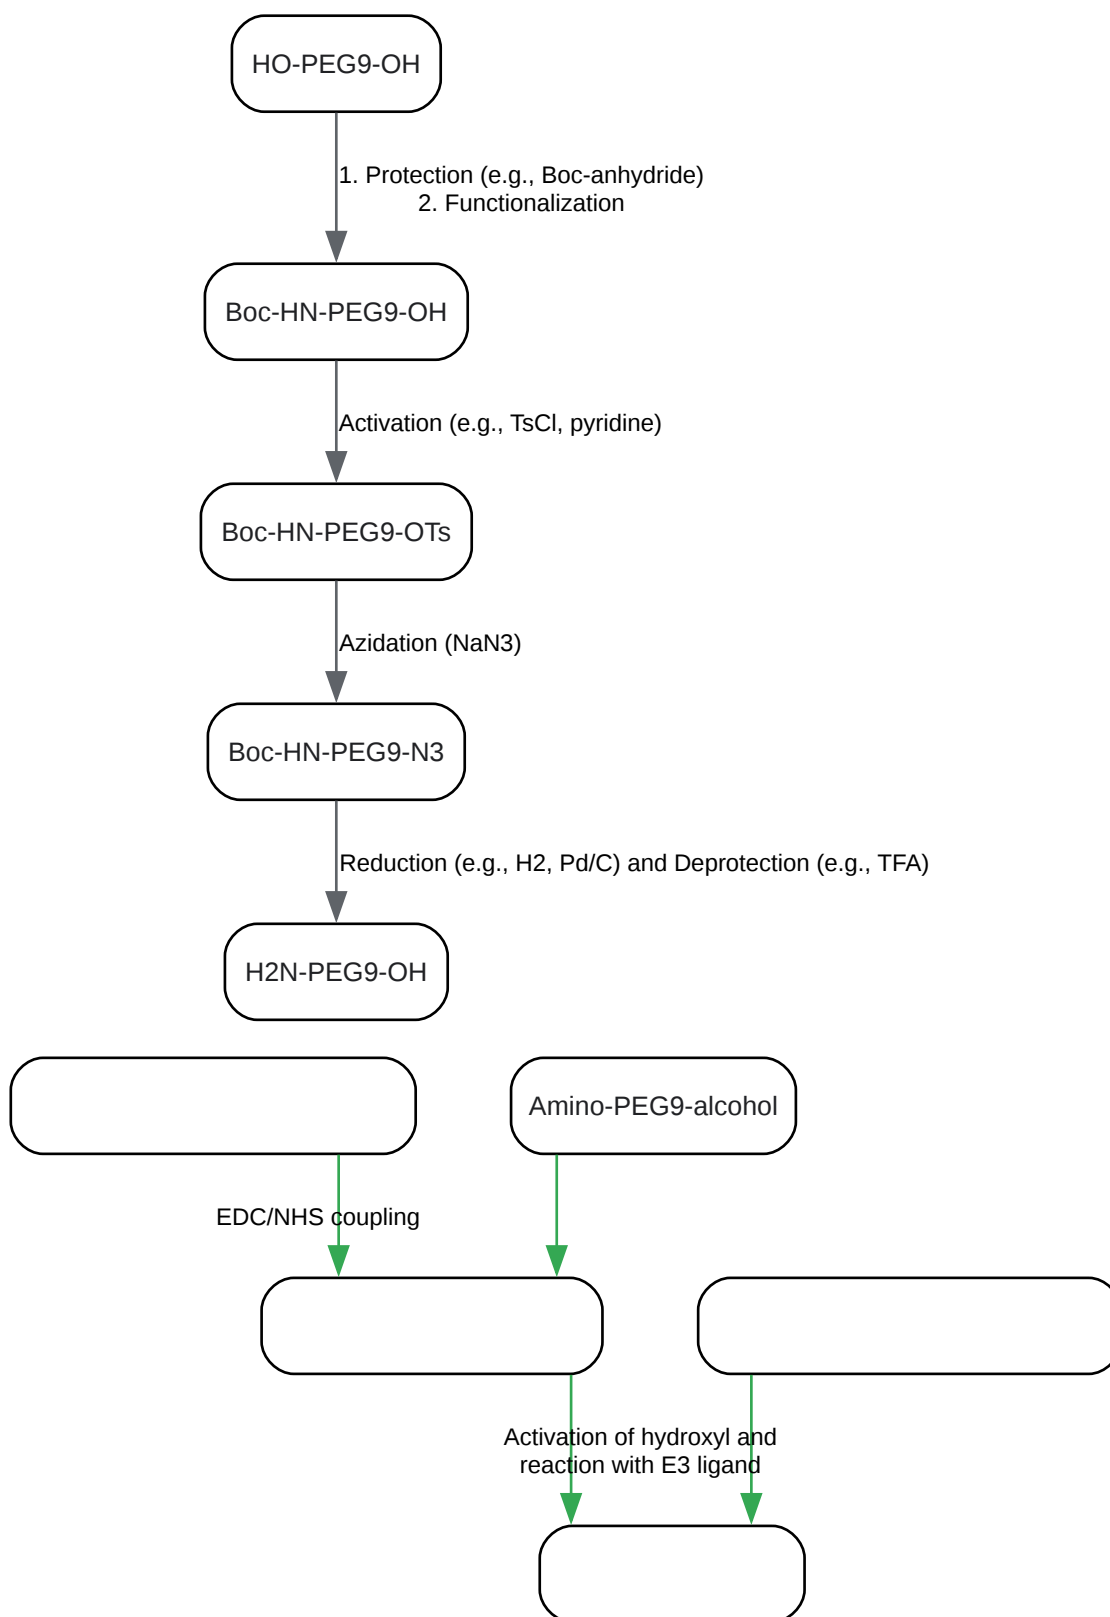 HO-PEG9-OH
1. Protection (e.g., Boc-anhydride)
2. Functionalization
Boc-HN-PEG9-OH
Activation (e.g., TsCl, pyridine)
Boc-HN-PEG9-OTs
Azidation (NaN3)
Boc-HN-PEG9-N3
Reduction (e.g., H2, Pd/C) and Deprotection (e.g., TFA)
H2N-PEG9-OH
Amino-PEG9-alcohol
EDC/NHS coupling
Activation of hydroxyl and
reaction with E3 ligand